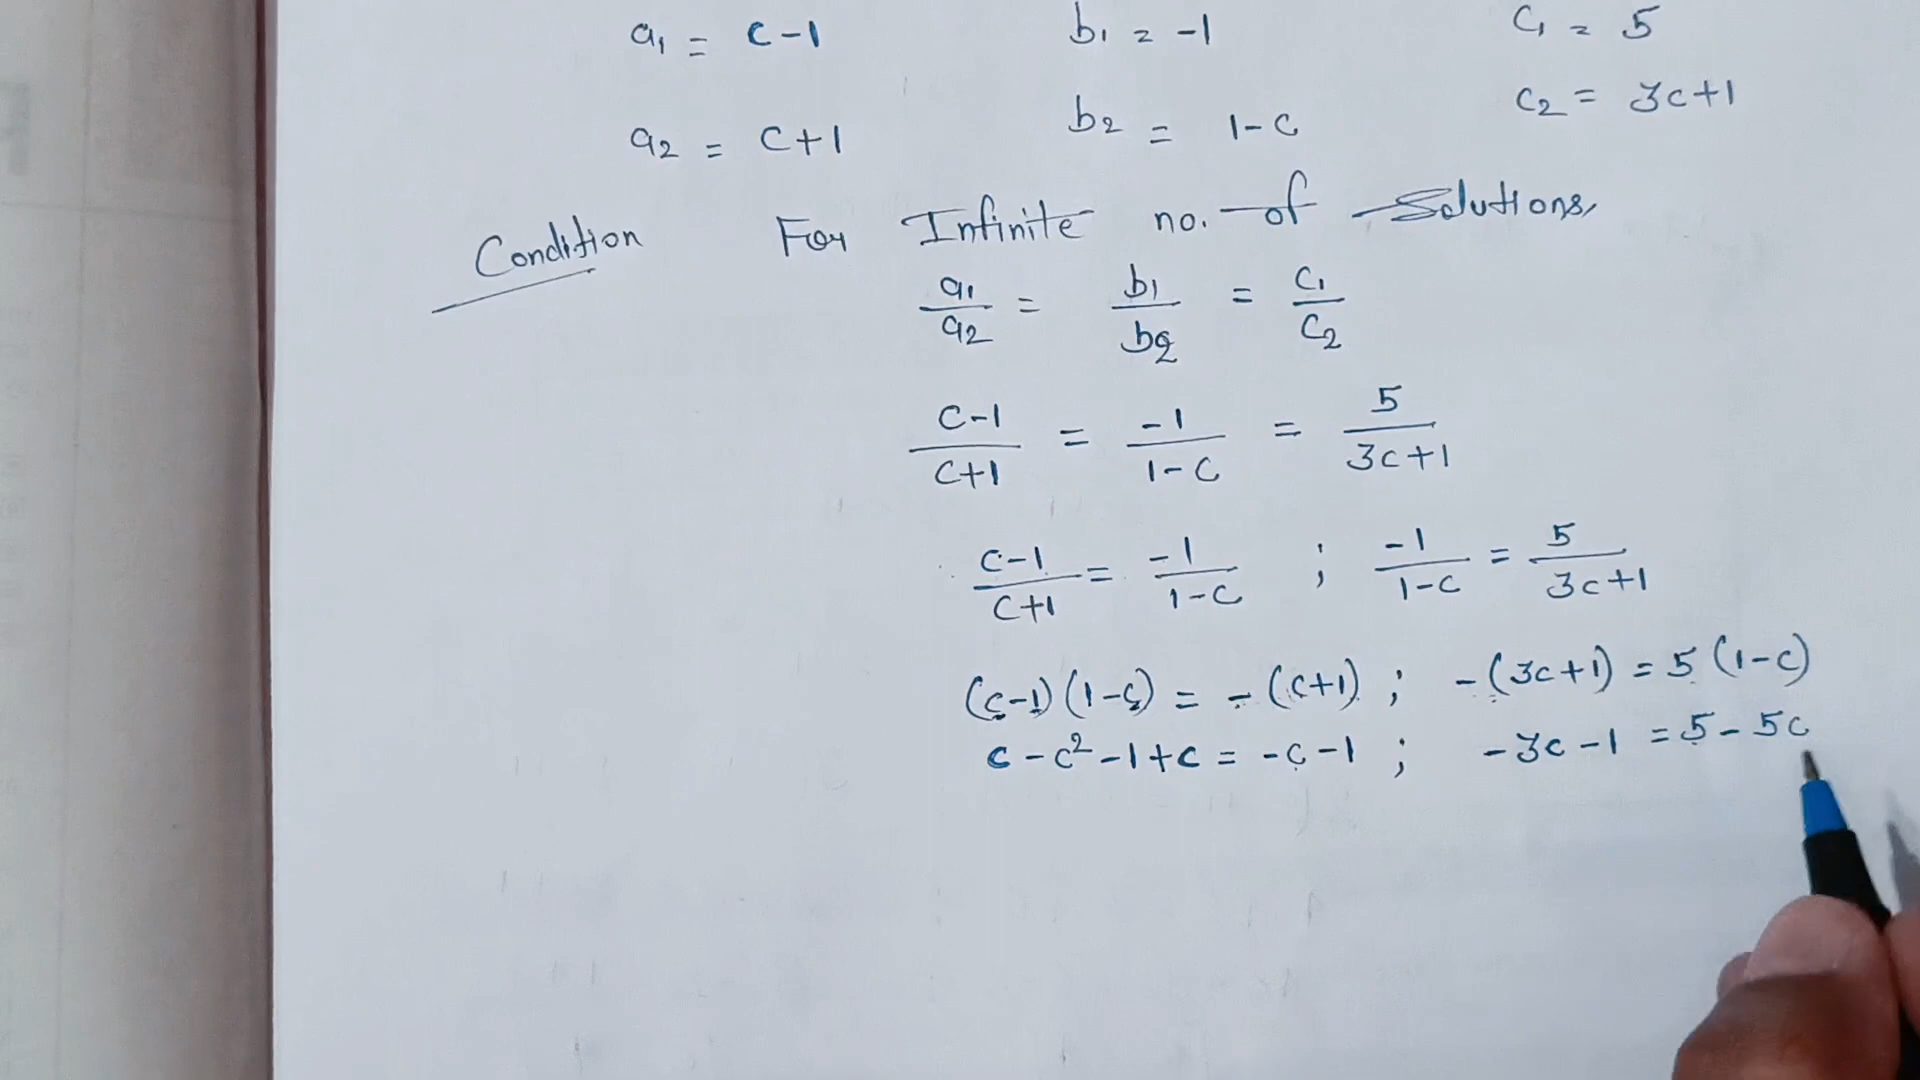 a₁ = c-1 b₁ = -1 c₁ = 5
a₂ = c+1 b₂ = 1-c c₂ = 3c+1
Condition For Infinite no. of Solutions,
a₁/a₂ = b₁/b₂ = c₁/c₂
c-1/c+1 = -1/1-c = 5/3c+1
c-1/c+1 = -1/1-c ; -1/1-c = 5/3c+1
(c-1)(1-c) = -(c+1) ; -(3c+1) = 5(1-c)
c-c²-1+c = -c-1 ; -3c-1 = 5-5c